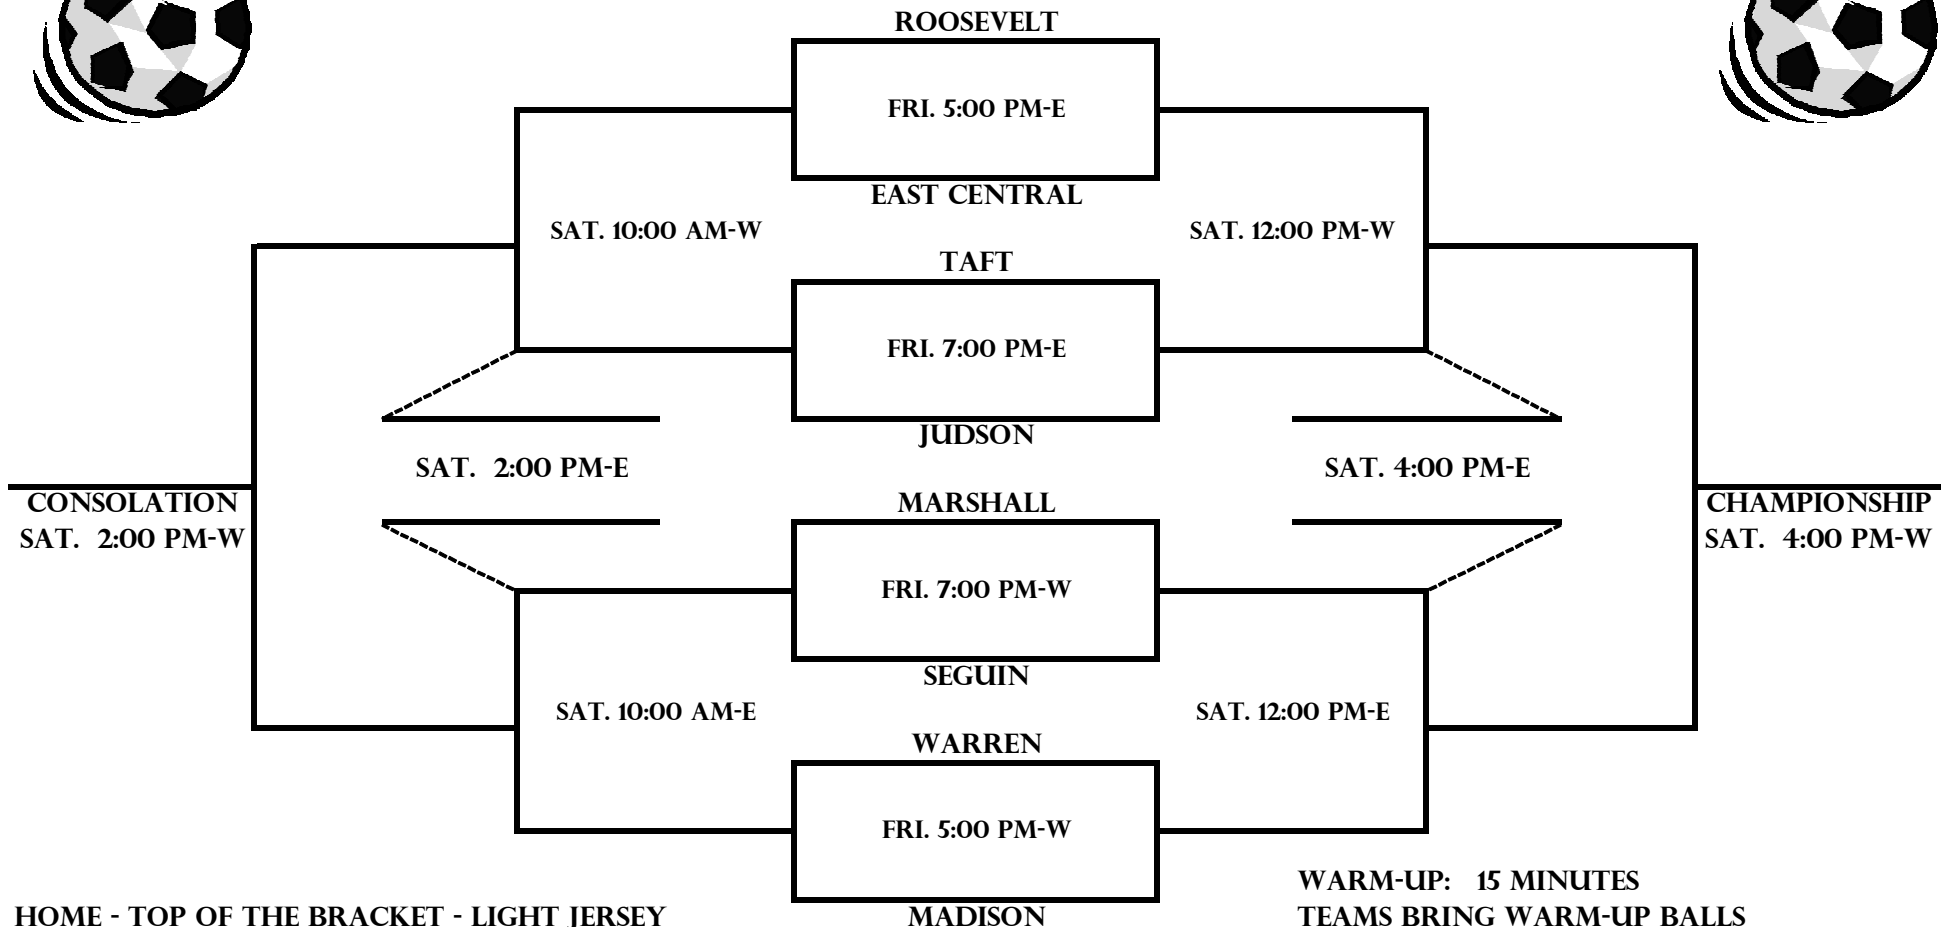 ROOSEVELT
FRI. 5:00 PM-E
EAST CENTRAL
SAT. 10:00 AM-W
SAT. 12:00 PM-W
TAFT
FRI. 7:00 PM-E
JUDSON
SAT.  2:00 PM-E
SAT. 4:00 PM-E
CONSOLATION
SAT.  2:00 PM-W
MARSHALL
CHAMPIONSHIP
SAT.  4:00 PM-W
FRI. 7:00 PM-W
SEGUIN
SAT. 10:00 AM-E
SAT. 12:00 PM-E
WARREN
FRI. 5:00 PM-W
MADISON
HOME - TOP OF THE BRACKET - LIGHT JERSEY
WARM-UP:   15 MINUTES
TEAMS BRING WARM-UP BALLS